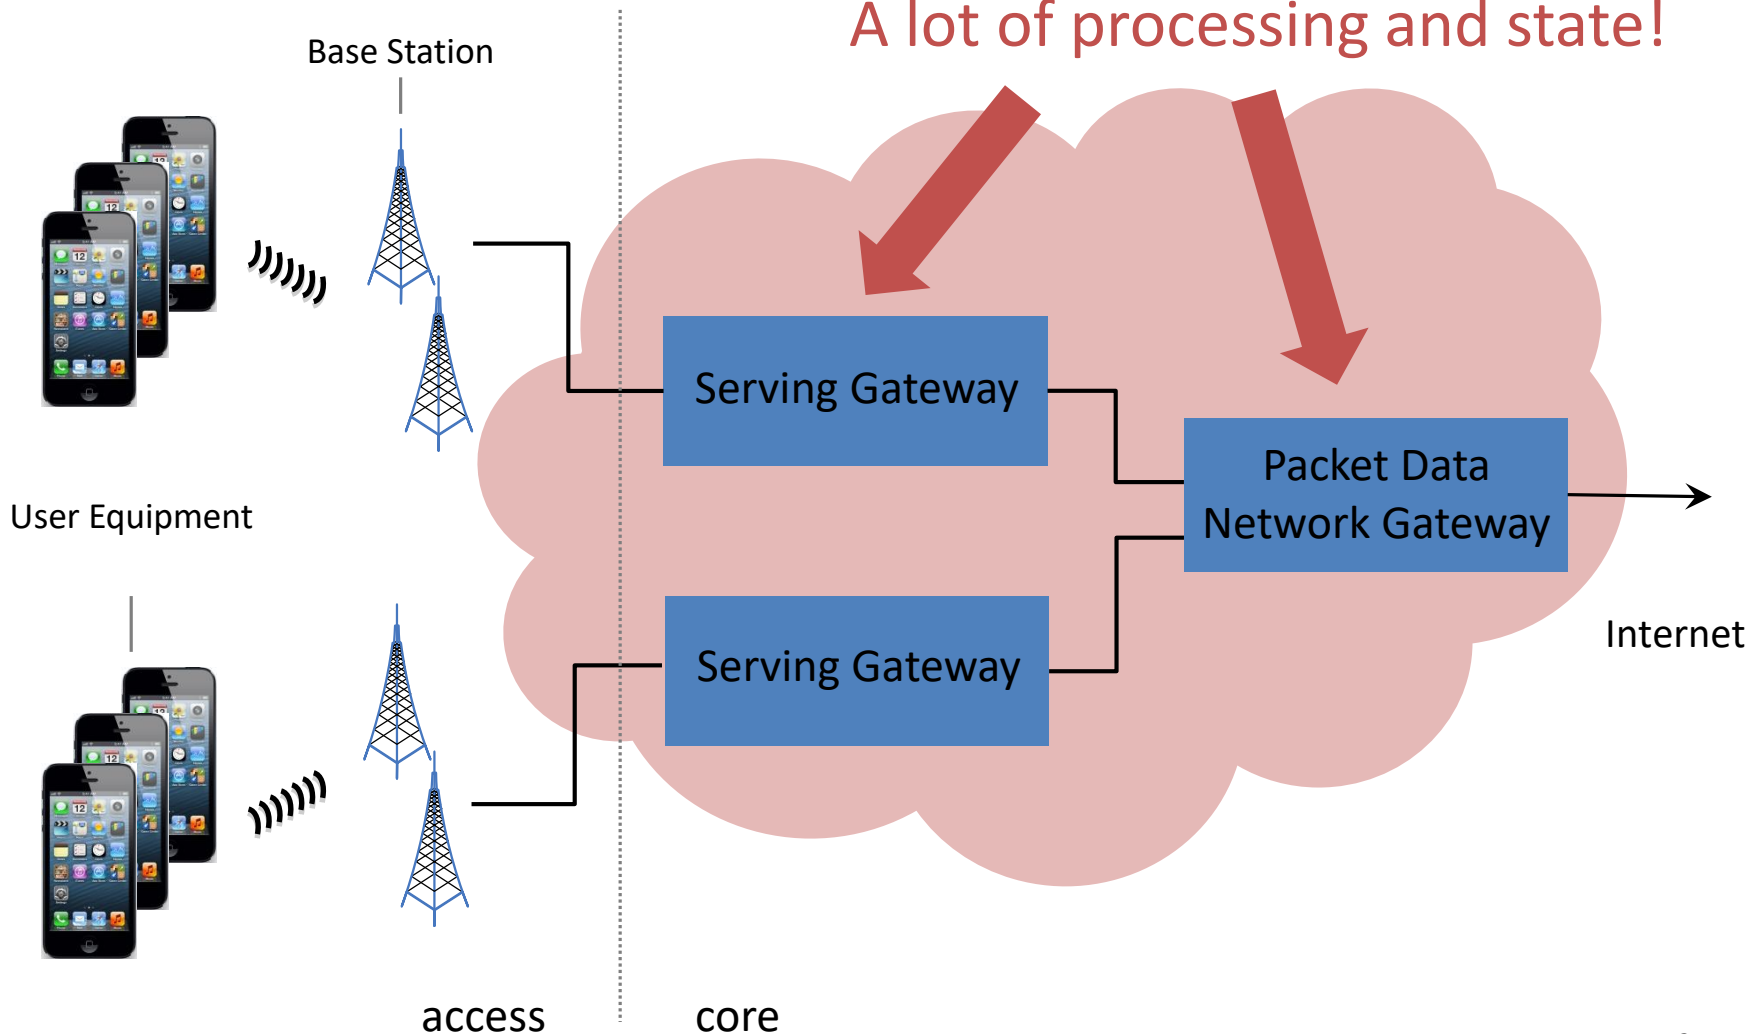 A lot of processing and state!
Base Station
Serving Gateway
Packet Data
Network Gateway
User Equipment
Internet
Serving Gateway
access
core